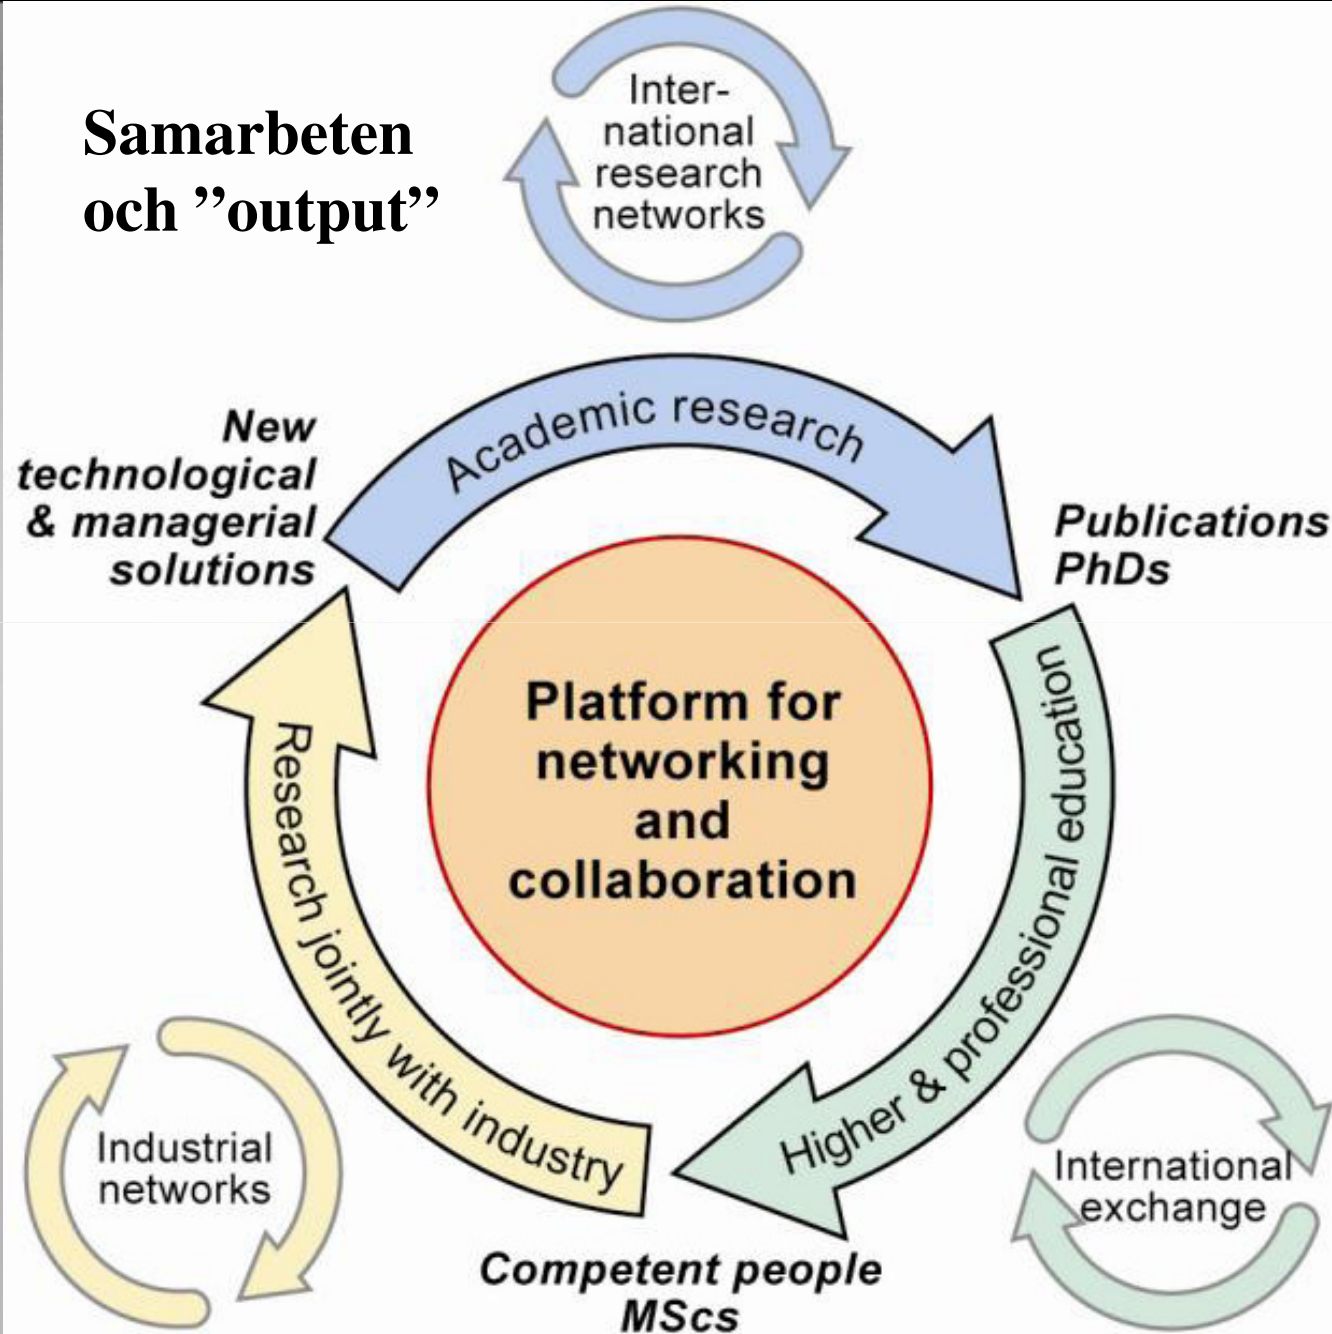 Samarbeten
och ”output”
Inter-
national
research
networks
Academic research
New
technological
& managerial
solutions
Publications
PhDs
Platform for
networking
and
collaboration
Higher & professional education
Research jointly with industry
Industrial
networks
International
exchange
Competent people
MScs